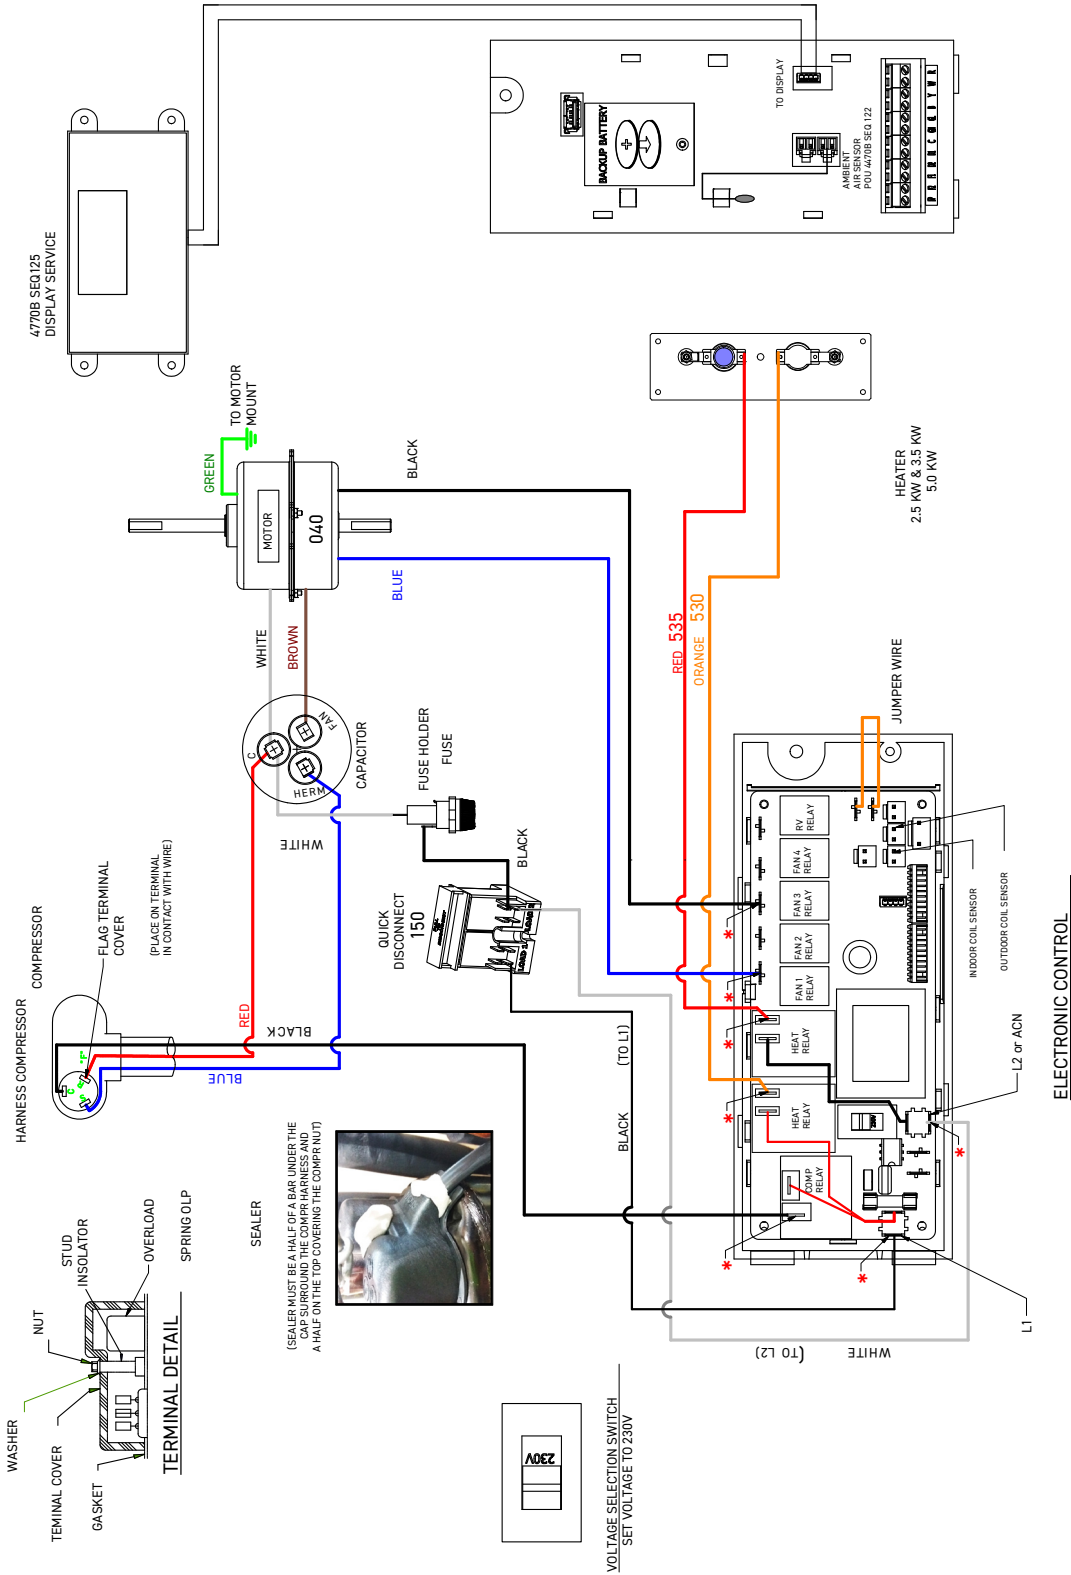 4770B SEQ125
DISPLAY SERVICE
BACKUP BATTERY
TO DISPLAY
AMBIENT
AIR SENSOR
POU 4470B SEQ 122
GREEN
TO MOTOR
MOUNT
MOTOR
040
BLACK
BLUE
WHITE
BROWN
C
FAN
HERM
CAPACITOR
FUSE HOLDER
FUSE
WHITE
BLACK
QUICK
DISCONNECT
150
LOAD 1
LOAD 2
HEATER
2.5 KW & 3.5 KW
5.0 KW
RED 535
ORANGE 530
JUMPER WIRE
HARNESS COMPRESSOR
COMPRESSOR
FLAG TERMINAL
COVER
(PLACE ON TERMINAL
IN CONTACT WITH WIRE)
C
S
R
"F"
RED
BLACK
BLUE
BLACK
(TO L1)
WHITE
(TO L2)
RV
RELAY
FAN 4
RELAY
FAN 3
RELAY
FAN 2
RELAY
FAN 1
RELAY
HEAT
RELAY
HEAT
RELAY
COMP
RELAY
230V
*
*
*
*
*
*
*
INDOOR COIL SENSOR
OUTDOOR COIL SENSOR
L2 or ACN
L1
ELECTRONIC CONTROL
SEALER
(SEALER MUST BE A HALF OF A BAR UNDER THE
CAP SURROUND THE COMPR HARNESS AND
A HALF ON THE TOP COVERING THE COMPR NUT)
WASHER
NUT
STUD
INSOLATOR
OVERLOAD
SPRING OLP
TEMINAL COVER
GASKET
TERMINAL DETAIL
230V
VOLTAGE SELECTION SWITCH
SET VOLTAGE TO 230V